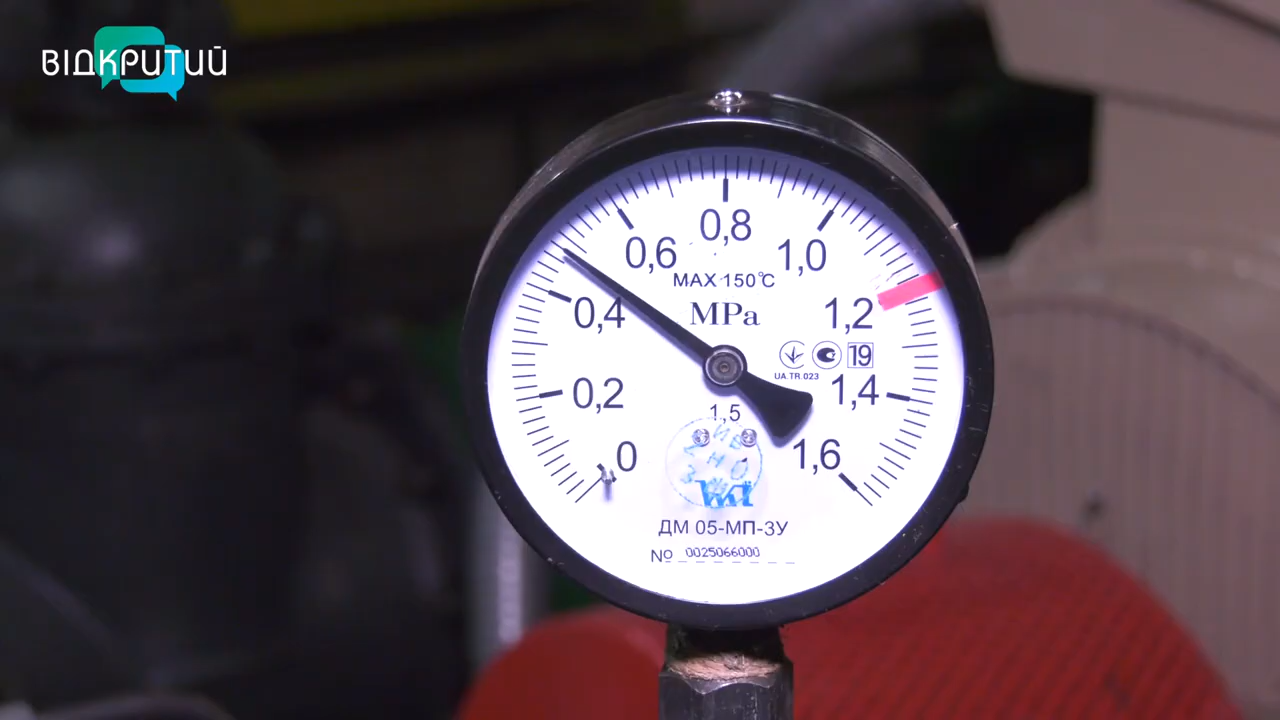 ВІДКРИТИЙ
0,8
0,6
1,0
MAX 150°C
0,4
MPa
1,2
19
UA.TR.023
0,2
1,4
1,5
0
1,6
ДМ 05-МП-3У
№ 0025066000